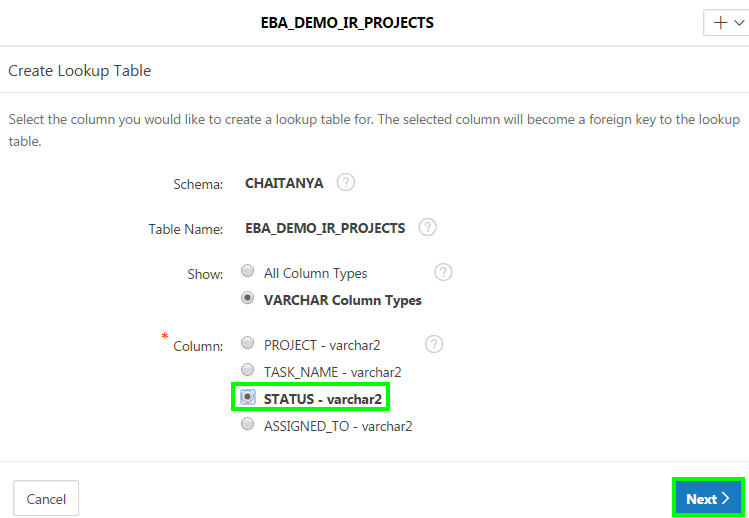 EBA_DEMO_IR_PROJECTS
Create Lookup Table
Select the column you would like to create a lookup table for. The selected column will become a foreign key to the lookup
table.
Schema: CHAITANYA ?
Table Name: EBA_DEMO_IR_PROJECTS ?
Show: All Column Types ?
VARCHAR Column Types
* Column: PROJECT - varchar2 ?
TASK_NAME - varchar2
STATUS - varchar2
ASSIGNED_TO - varchar2
Cancel Next >